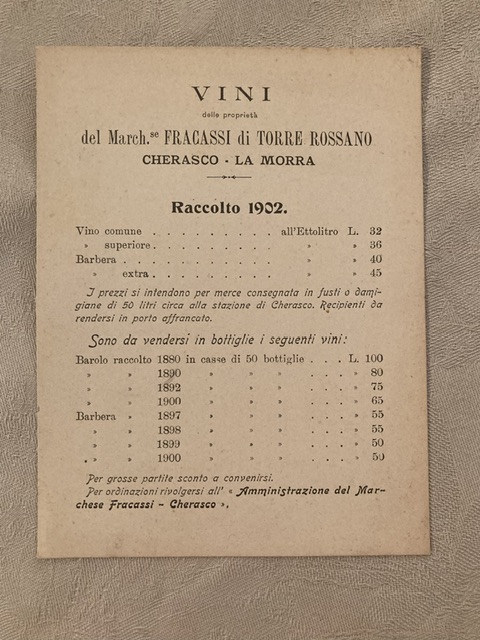 VINI
delle proprietà
del March.se FRACASSI di TORRE ROSSANO
CHERASCO - LA MORRA
Raccolto 1902.
Vino comune . . . . . . . . . all'Ettolitro L. 32
» superiore . . . . . . . . . » » 36
Barbera . . . . . . . . . . . » » 40
» extra . . . . . . . . . » » 45
I prezzi si intendono per merce consegnata in fusti o dami-
giane di 50 litri circa alla stazione di Cherasco. Recipienti da
rendersi in porto affrancato.
Sono da vendersi in bottiglie i seguenti vini:
Barolo raccolto 1880 in casse di 50 bottiglie . . . L. 100
» » 1890 » » » . . . » 80
» » 1892 » » » . . . » 75
» » 1900 » » » . . . » 65
Barbera » 1897 » » » . . . » 55
» » 1898 » » » . . . » 55
» » 1899 » » » . . . » 50
» » 1900 » » » . . . » 50
Per grosse partite sconto a convenirsi.
Per ordinazioni rivolgersi all' « Amministrazione del Mar-
chese Fracassi - Cherasco »,